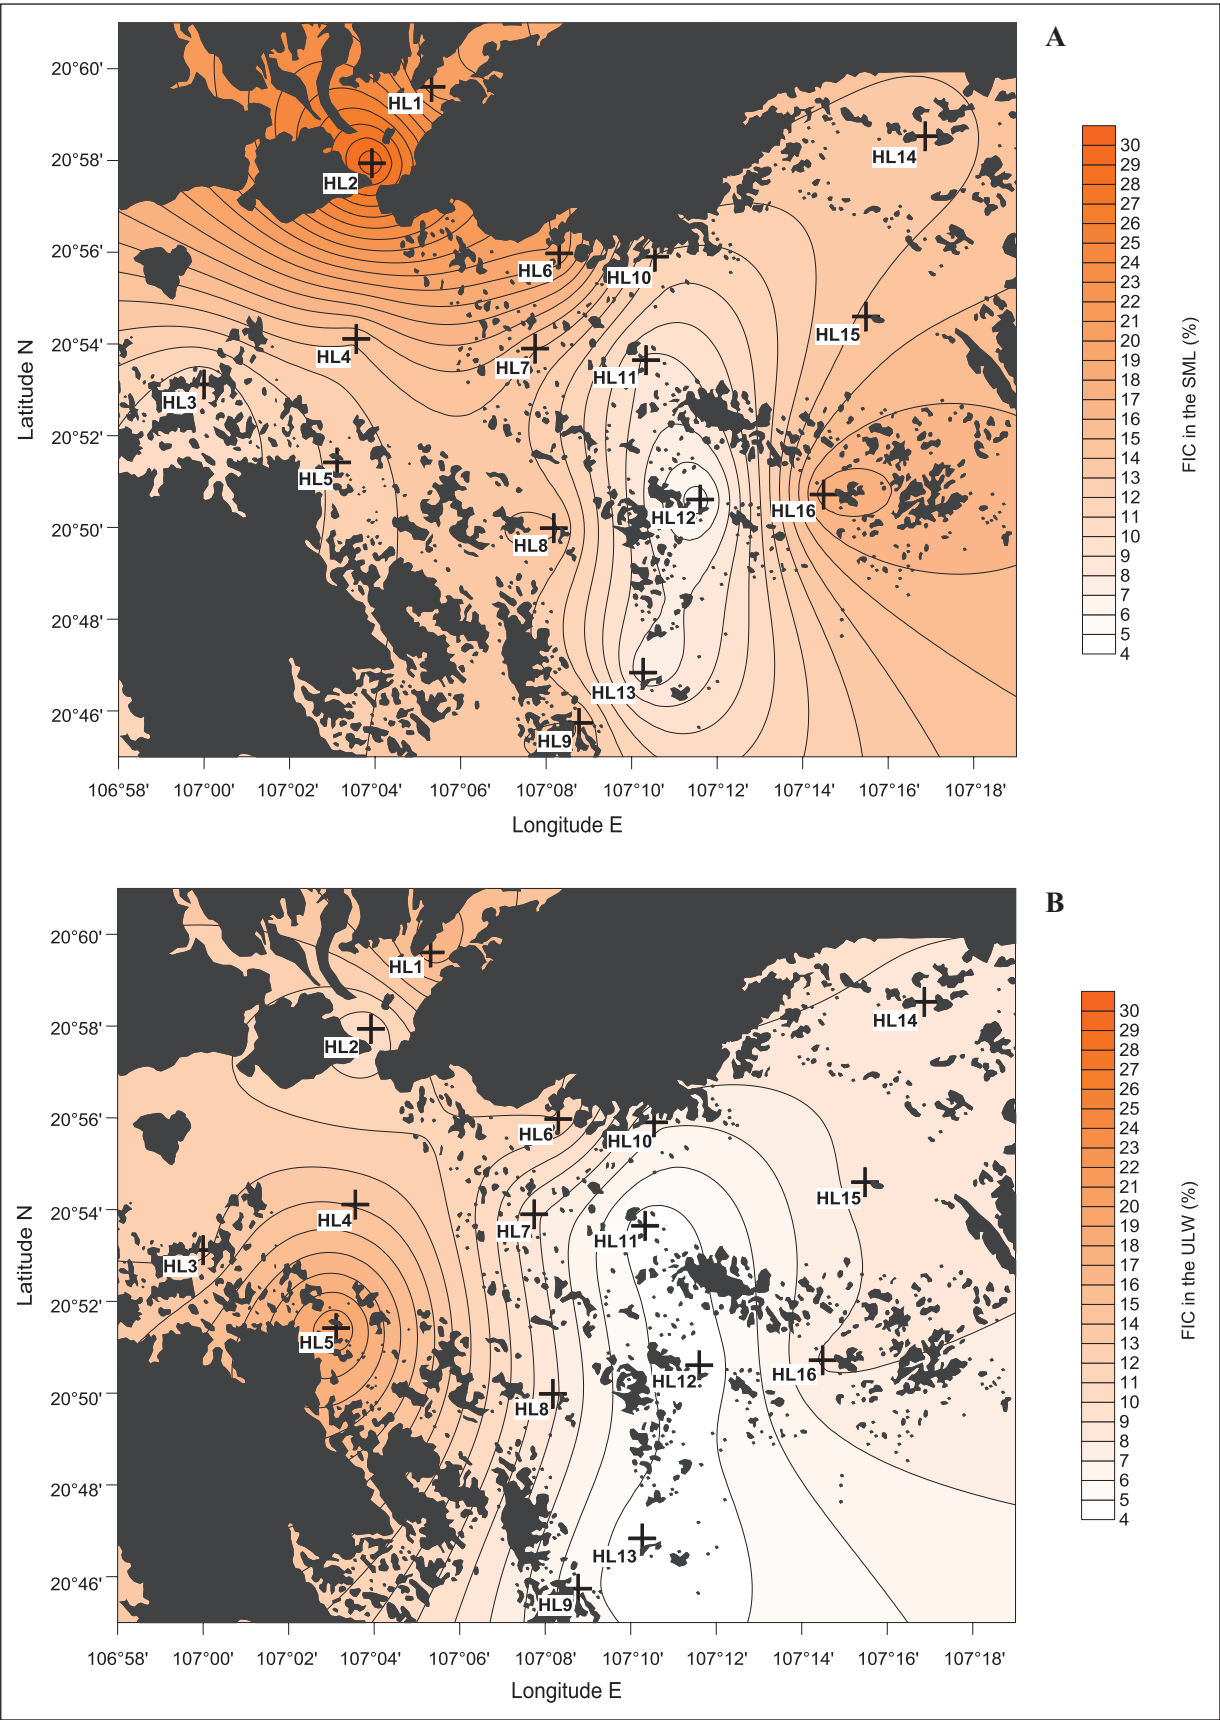 A
20°60'
20°58'
20°56'
20°54'
20°52'
20°50'
20°48'
20°46'
Latitude N
HL1
HL2
HL14
HL6
HL10
HL15
HL4
HL7
HL11
HL3
HL5
HL12
HL16
HL8
HL13
HL9
106°58'
107°00'
107°02'
107°04'
107°06'
107°08'
107°10'
107°12'
107°14'
107°16'
107°18'
Longitude E
30
29
28
27
26
25
24
23
22
21
20
19
18
17
16
15
14
13
12
11
10
9
8
7
6
5
4
FIC in the SML (%)
B
20°60'
20°58'
20°56'
20°54'
20°52'
20°50'
20°48'
20°46'
Latitude N
HL1
HL2
HL14
HL6
HL10
HL15
HL4
HL7
HL11
HL3
HL5
HL12
HL16
HL8
HL13
HL9
106°58'
107°00'
107°02'
107°04'
107°06'
107°08'
107°10'
107°12'
107°14'
107°16'
107°18'
Longitude E
30
29
28
27
26
25
24
23
22
21
20
19
18
17
16
15
14
13
12
11
10
9
8
7
6
5
4
FIC in the ULW (%)